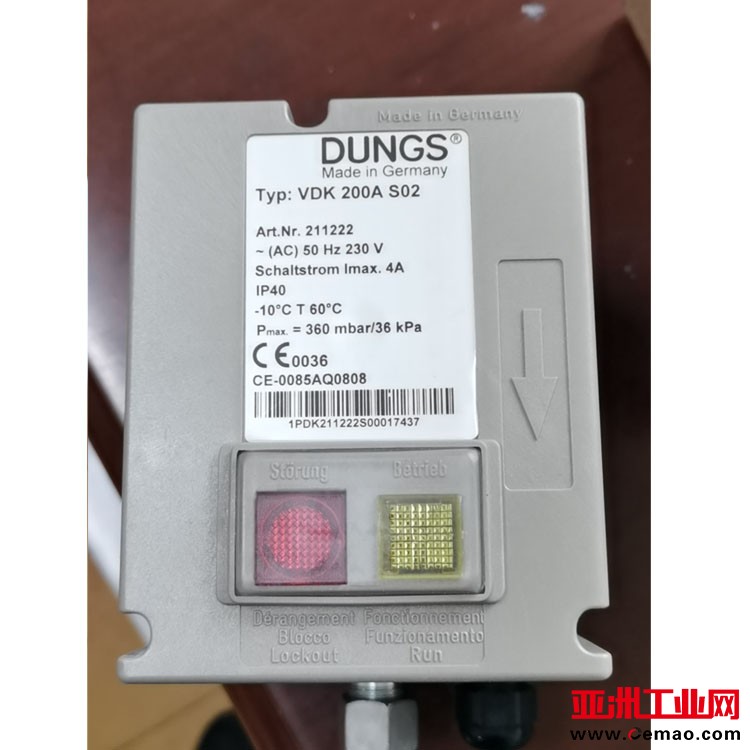 Made in Germany
DUNGS®
Made in Germany
Typ: VDK 200A S02
Art.Nr. 211222
~ (AC) 50 Hz 230 V
Schaltstrom Imax. 4A
IP40
-10°C T 60°C
Pmax. = 360 mbar/36 kPa
CE0036
CE-0085AQ0808
1PDK211222S00017437
Störung Betrieb
Dérangement Fonctionnement
Blocco Funzionamento
Lockout Run
亚洲工业网
www.Cemao.com